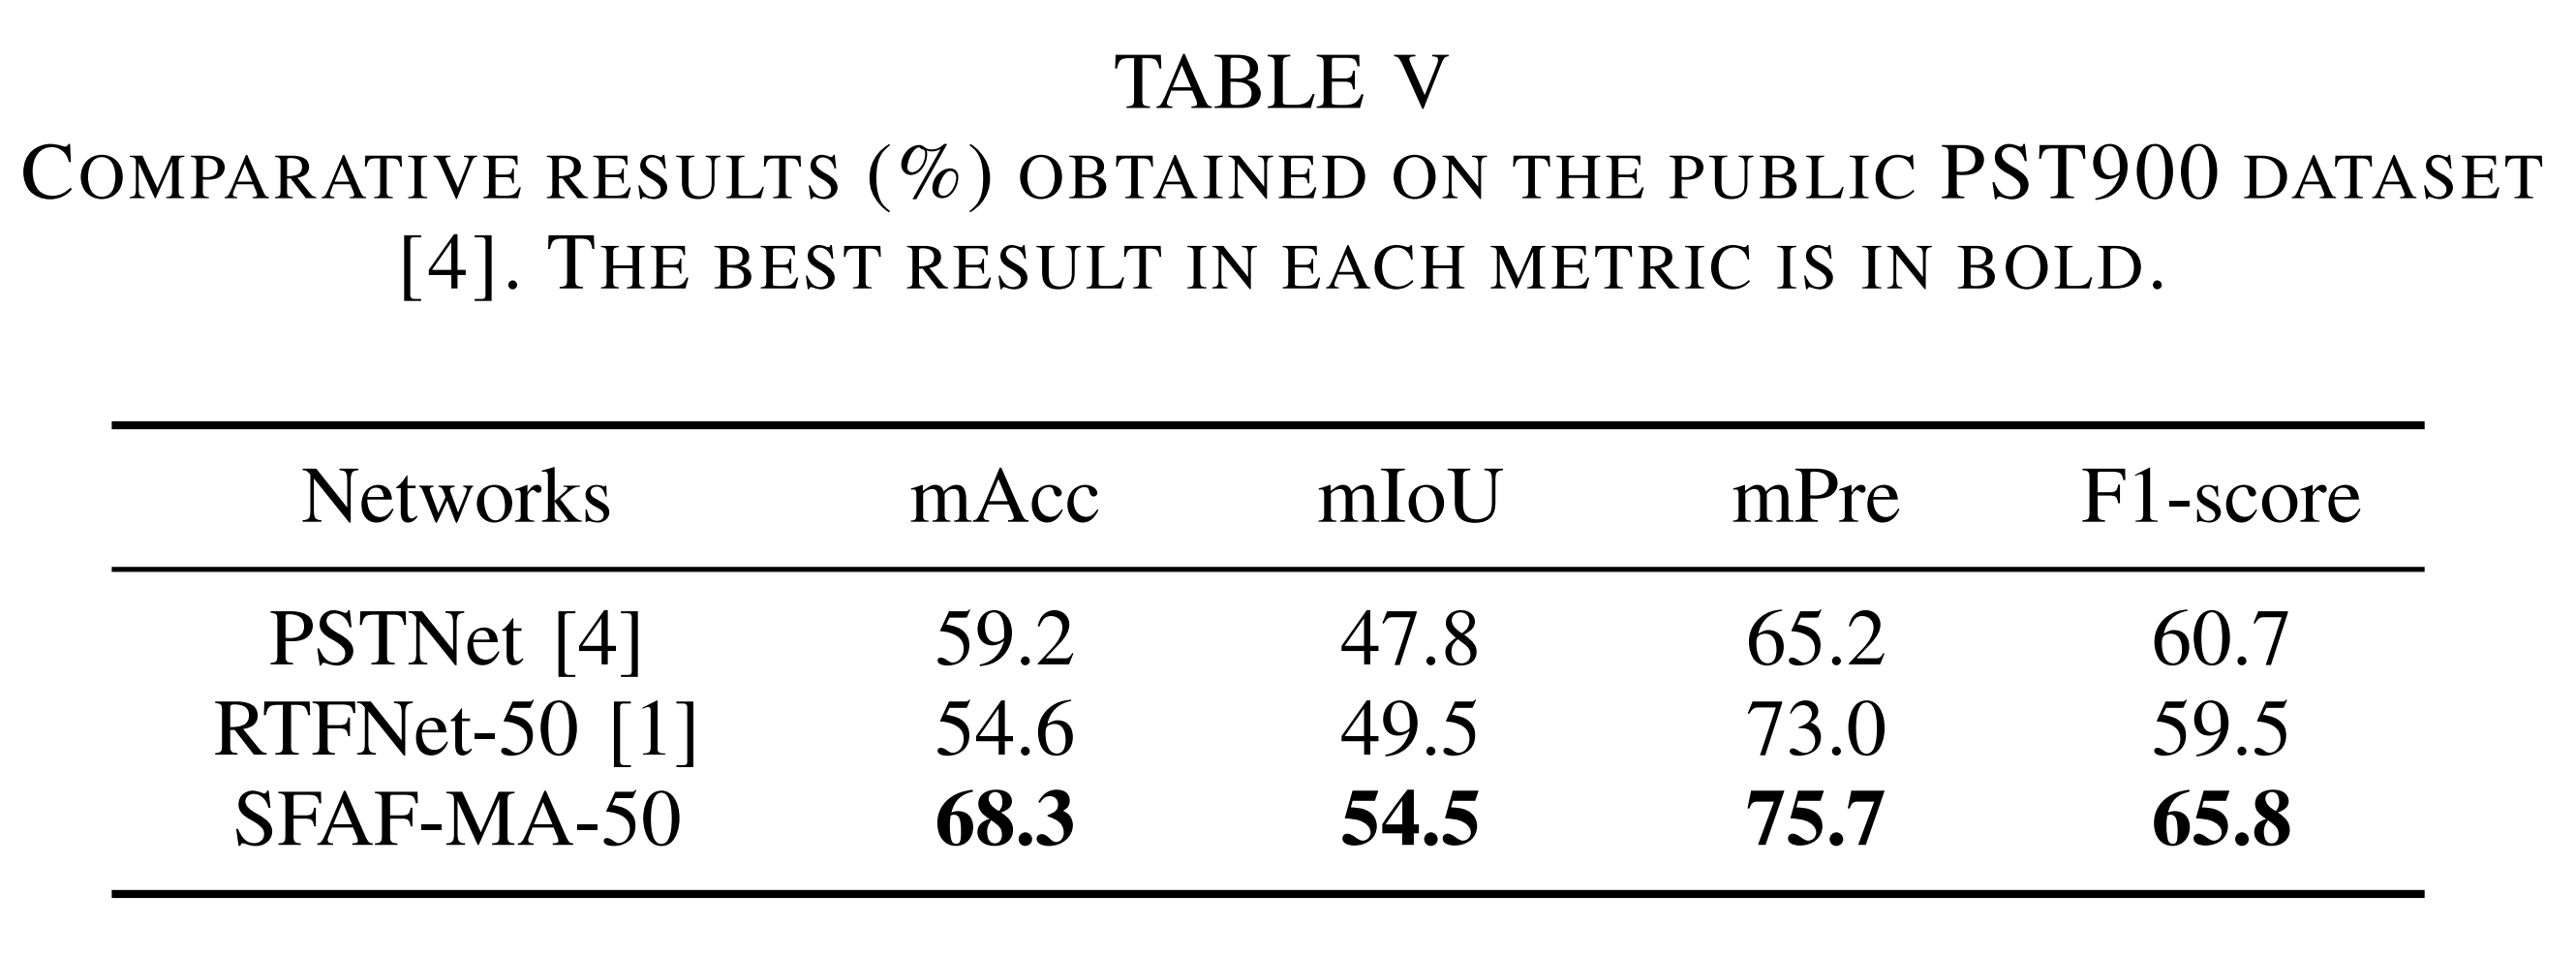 TABLE V
COMPARATIVE RESULTS (%) OBTAINED ON THE PUBLIC PST900 DATASET
[4]. THE BEST RESULT IN EACH METRIC IS IN BOLD.
Networks mAcc mIoU mPre F1-score
PSTNet [4] 59.2 47.8 65.2 60.7
RTFNet-50 [1] 54.6 49.5 73.0 59.5
SFAF-MA-50 68.3 54.5 75.7 65.8